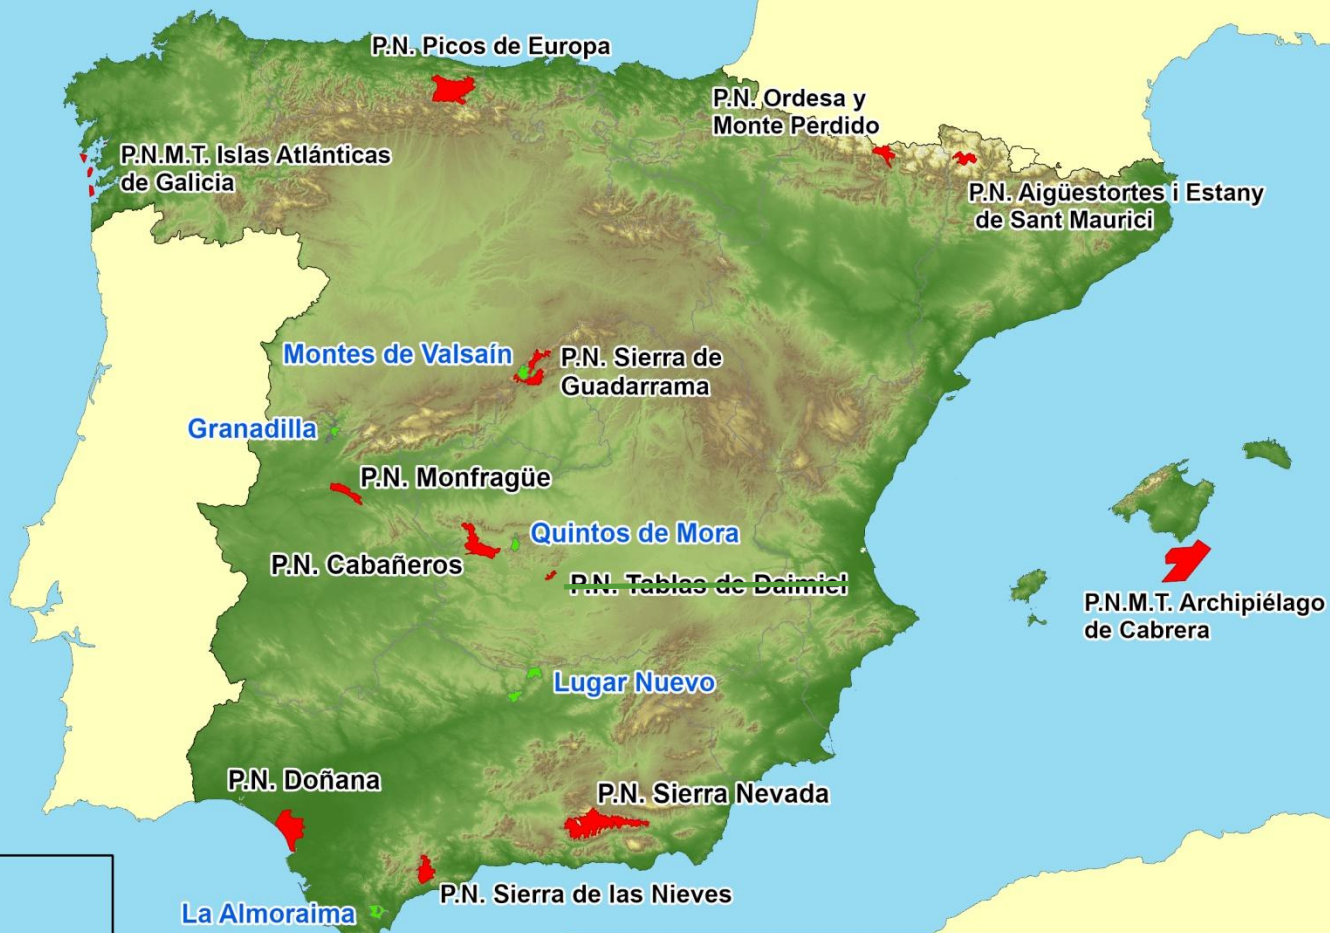 P.N. Picos de Europa
P.N. Ordesa y
Monte Perdido
P.N.M.T. Islas Atlánticas
de Galicia
P.N. Aigüestortes i Estany
de Sant Maurici
Montes de Valsaín
P.N. Sierra de
Guadarrama
Granadilla
P.N. Monfragüe
Quintos de Mora
P.N. Cabañeros
P.N. Tablas de Daimiel
P.N.M.T. Archipiélago
de Cabrera
Lugar Nuevo
P.N. Doñana
P.N. Sierra Nevada
P.N. Sierra de las Nieves
La Almoraima